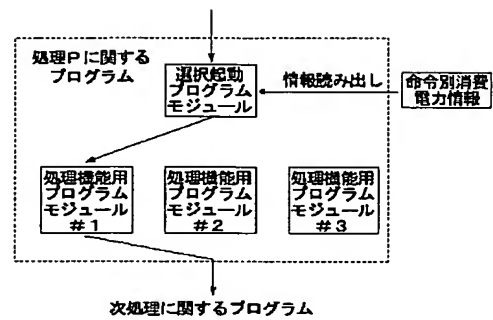 処理Pに関する
プログラム
選択起動
プログラム
モジュール
情報読み出し
命令別消費
電力情報
処理機能用
プログラム
モジュール
#1
処理機能用
プログラム
モジュール
#2
処理機能用
プログラム
モジュール
#3
次処理に関するプログラム